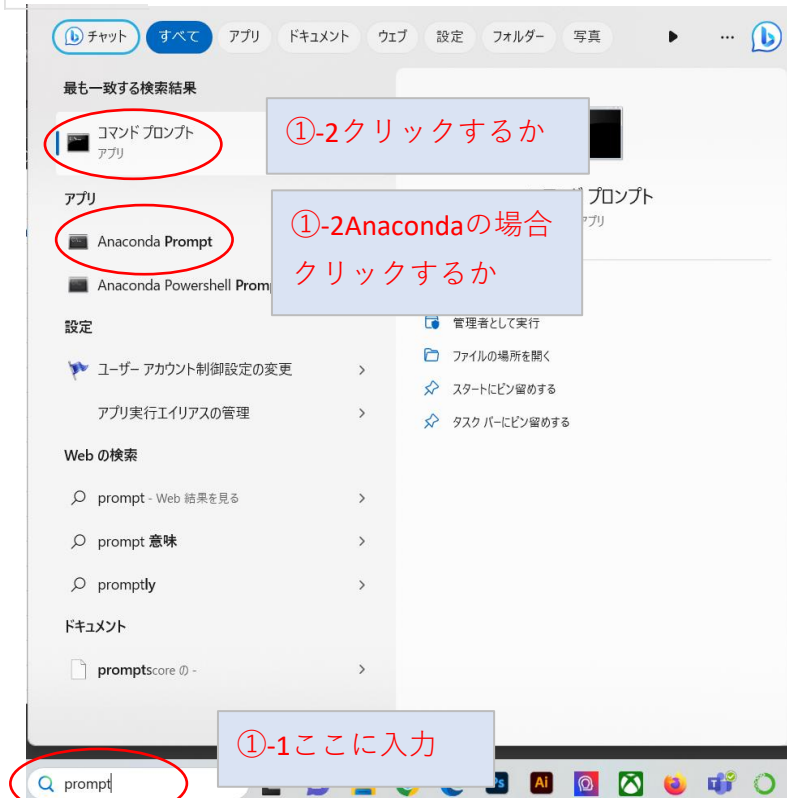 チャット すべて アプリ ドキュメント ウェブ 設定 フォルダー 写真 ▶ … b
最も一致する検索結果
コマンド プロンプト
アプリ
①-2クリックするか
アプリ
プロンプト
プリ
①-2Anacondaの場合
クリックするか
Anaconda Prompt
Anaconda Powershell Prom
設定
管理者として実行
ユーザー アカウント制御設定の変更 >
ファイルの場所を開く
アプリ実行エイリアスの管理 >
スタートにピン留めする
タスク バーにピン留めする
Web の検索
prompt - Web 結果を見る >
prompt 意味 >
promptly >
ドキュメント
promptscore の - >
①-1ここに入力
prompt
Ps Ai